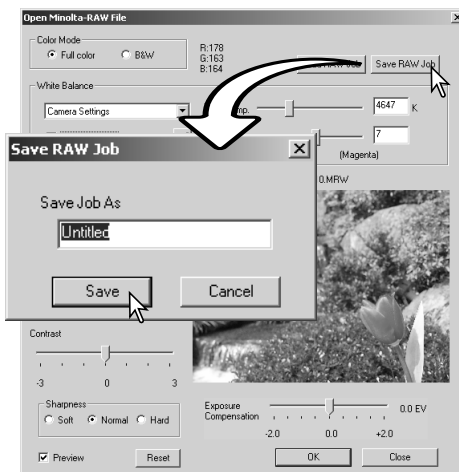 Open Minolta-RAW File
Color Mode
Full color B&W
R:178
G:163
B:164
Save RAW Job
White Balance
Camera Settings
4647 K
7
(Magenta)
0.MRW
Save RAW Job
Save Job As
Untitled
Save Cancel
Contrast
-3 0 3
Sharpness
Soft Normal Hard
Exposure
Compensation
0.0 EV
-2.0 0.0 +2.0
Preview Reset OK Close